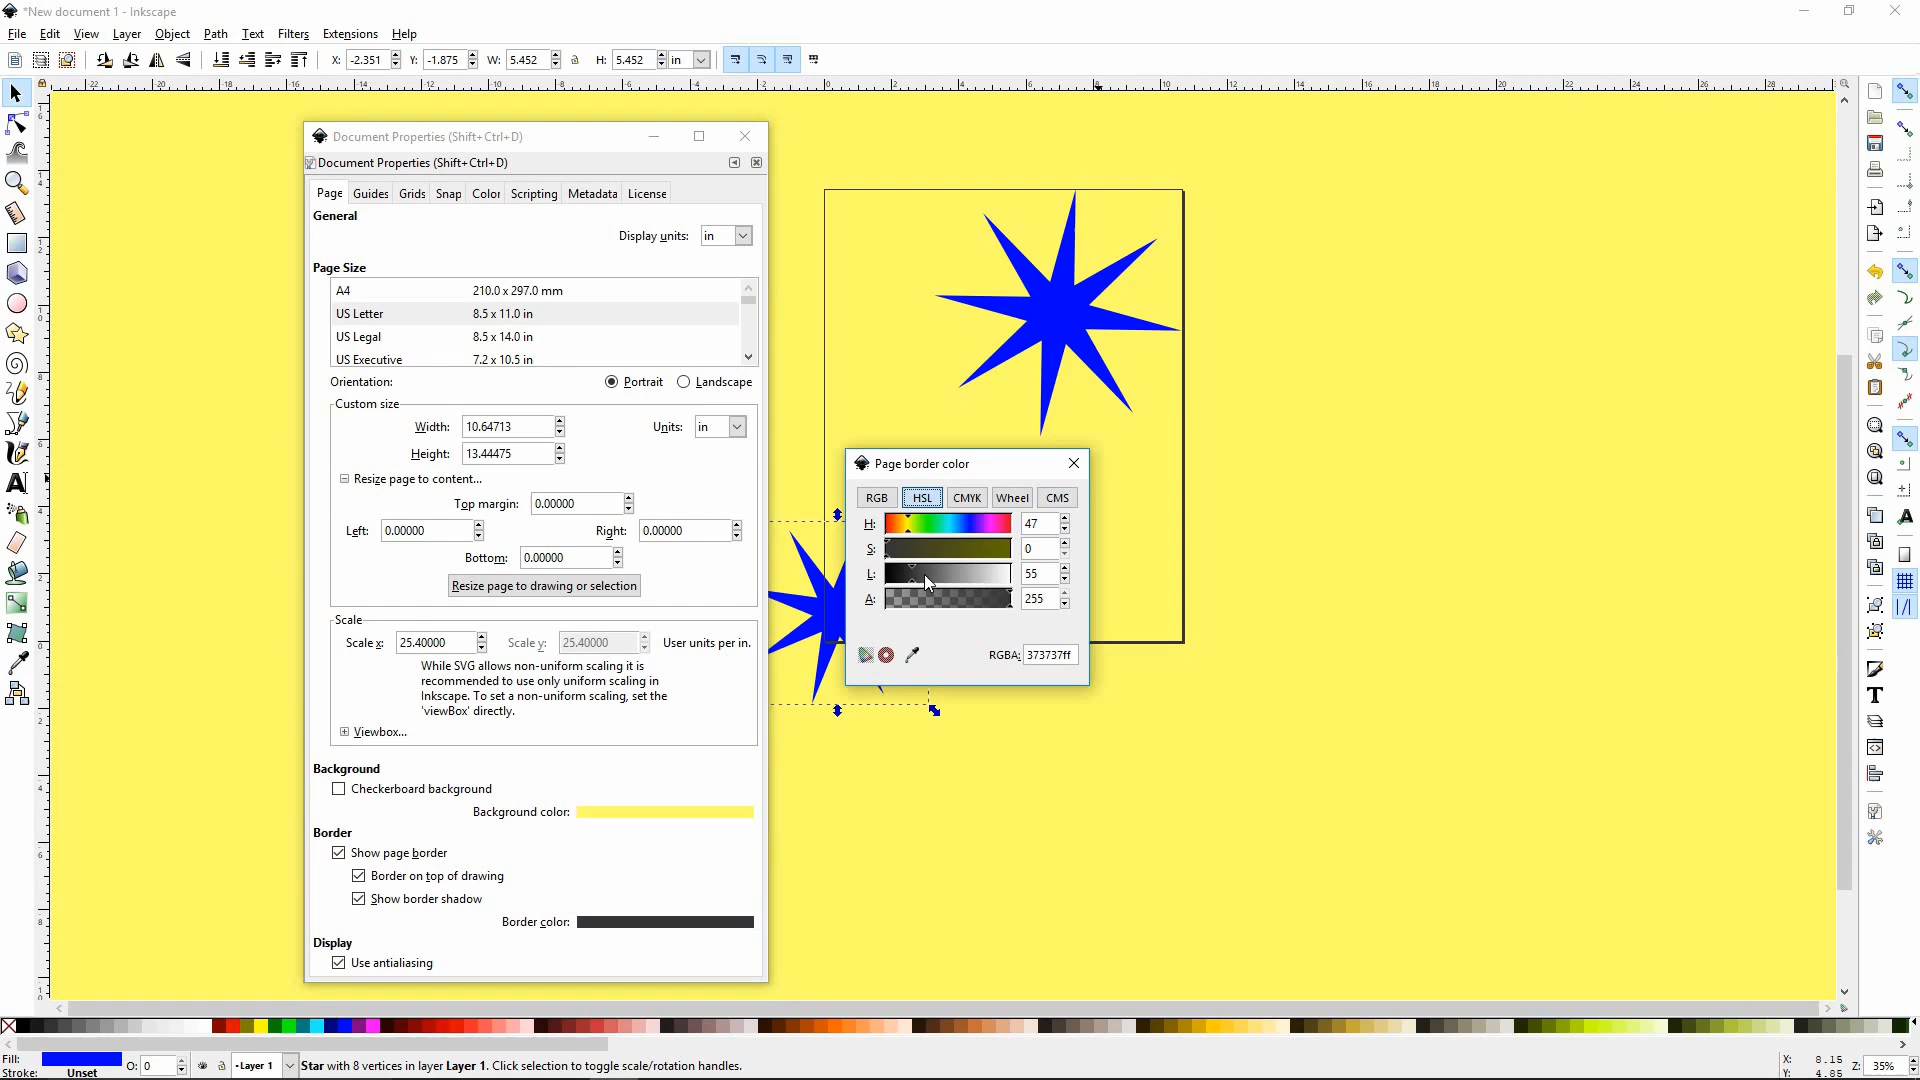 *New document 1 - Inkscape
File Edit View Layer Object Path Text Filters Extensions Help
X: -2.351 Y: -1.875 W: 5.452 H: 5.452 in
Document Properties (Shift+Ctrl+D)
Document Properties (Shift+Ctrl+D)
Page Guides Grids Snap Color Scripting Metadata License
General
Display units: in
Page Size
A4 210.0 x 297.0 mm
US Letter 8.5 x 11.0 in
US Legal 8.5 x 14.0 in
US Executive 7.2 x 10.5 in
Orientation: Portrait Landscape
Custom size
Width: 10.64713 Units: in
Height: 13.44475
Resize page to content...
Top margin: 0.00000
Left: 0.00000 Right: 0.00000
Bottom: 0.00000
Resize page to drawing or selection
Scale
Scale x: 25.40000 Scale y: 25.40000 User units per in.
While SVG allows non-uniform scaling it is
recommended to use only uniform scaling in
Inkscape. To set a non-uniform scaling, set the
'viewBox' directly.
Viewbox...
Background
Checkerboard background
Background color:
Border
Show page border
Border on top of drawing
Show border shadow
Border color:
Display
Use antialiasing
Page border color
RGB HSL CMYK Wheel CMS
H: 47
S: 0
L: 55
A: 255
RGBA: 373737ff
Fill:
Stroke: Unset
O: 0
•Layer 1
Star with 8 vertices in layer Layer 1. Click selection to toggle scale/rotation handles.
X: 8.15
Y: 4.85
Z: 35%